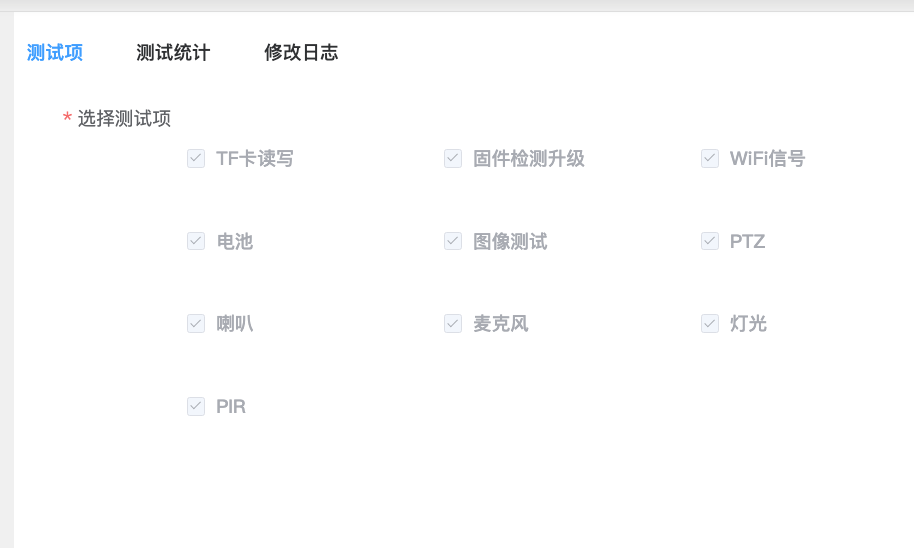 测试项 测试统计 修改日志
* 选择测试项
TF卡读写 固件检测升级 WiFi信号
电池 图像测试 PTZ
喇叭 麦克风 灯光
PIR